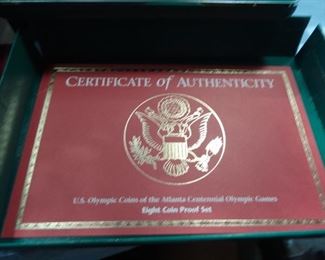 CERTIFICATE of AUTHENTICITY
U.S. Olympic Coins of the Atlanta Centennial Olympic Games
Eight Coin Proof Set